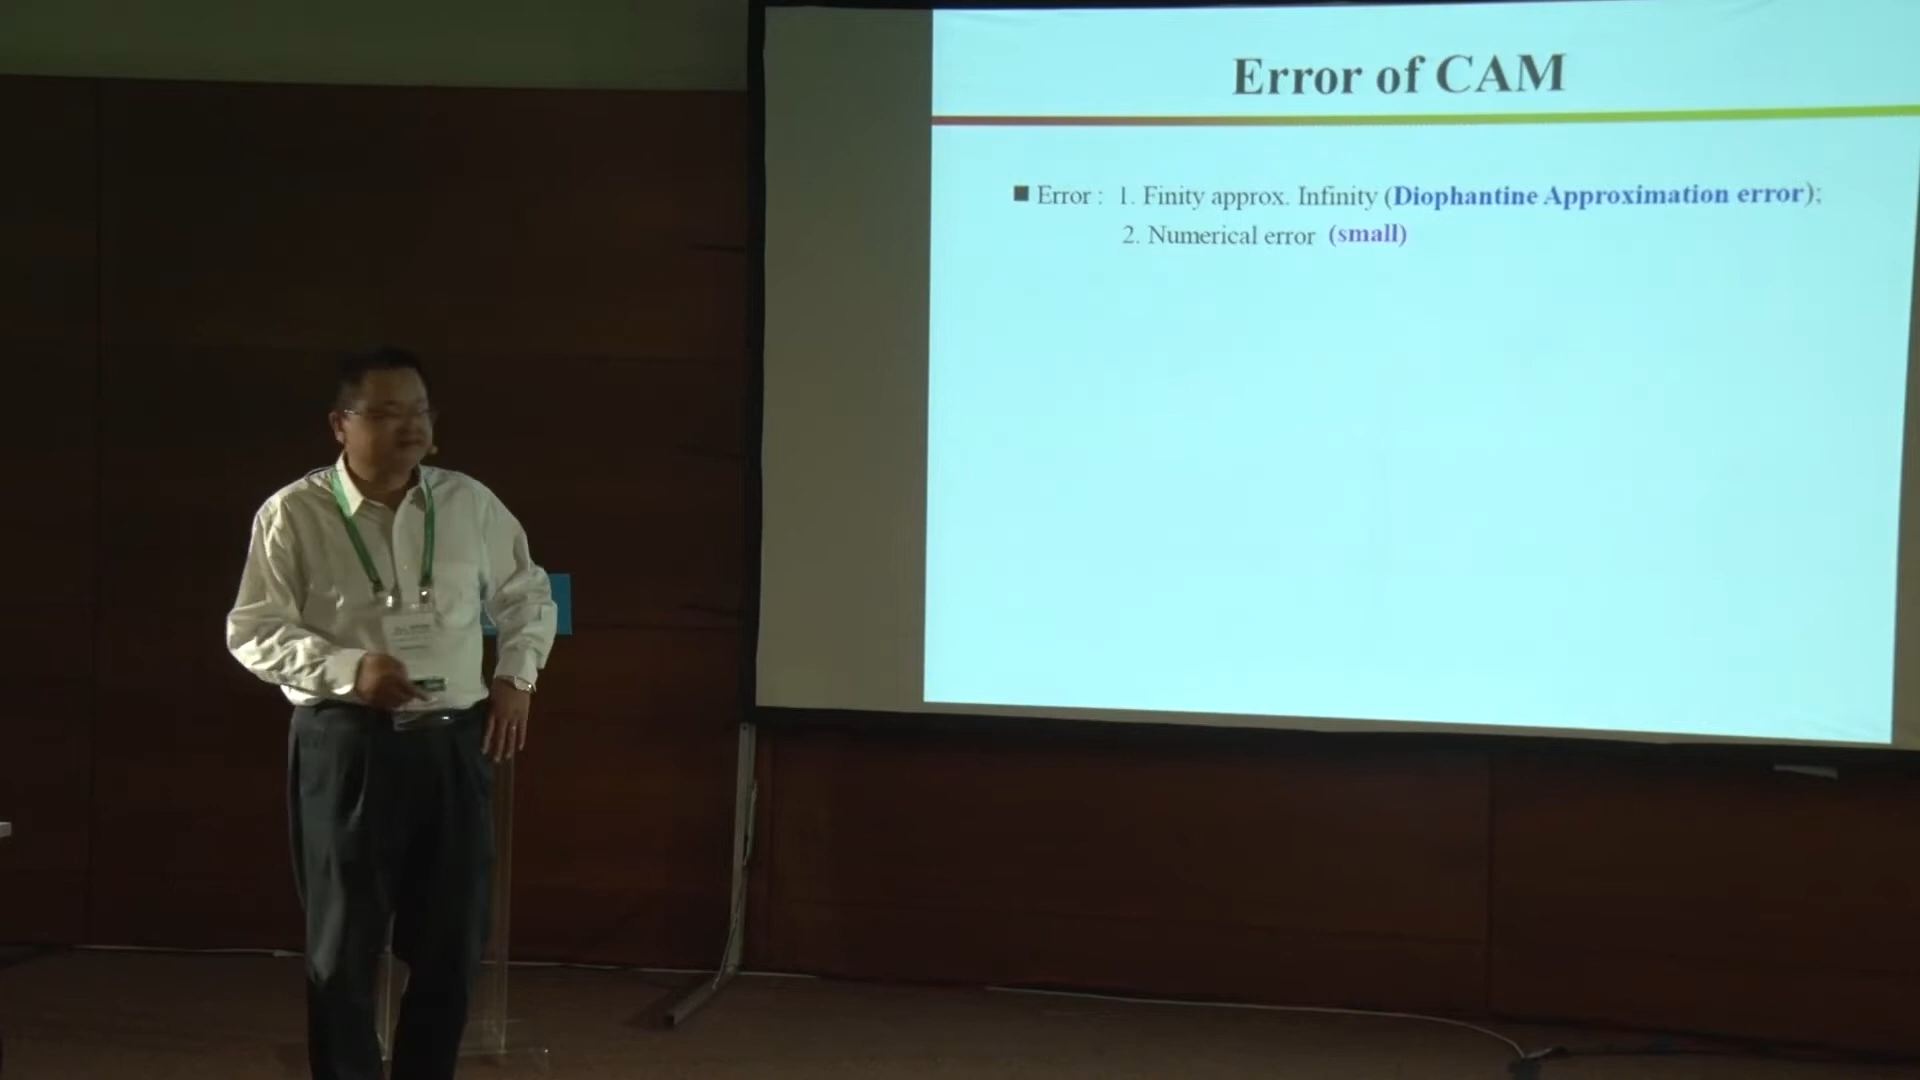 Error of CAM
■ Error : 1. Finity approx. Infinity (Diophantine Approximation error);
2. Numerical error (small)